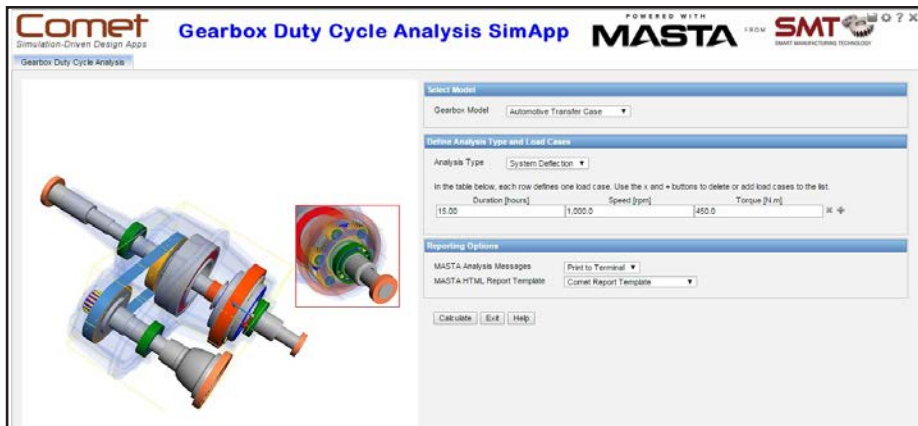 Comet
Simulation-Driven Design Apps
Gearbox Duty Cycle Analysis SimApp
POWERED WITH
MASTA
FROM
SMT
SMART MANUFACTURING TECHNOLOGY
Gearbox Duty Cycle Analysis
Select Model
Gearbox Model Automotive Transfer Case
Define Analysis Type and Load Cases
Analysis Type System Deflection
In the table below, each row defines one load case. Use the x and + buttons to delete or add load cases to the list.
Duration [hours] Speed [rpm] Torque [N.m]
15.00 1,000.0 450.0
Reporting Options
MASTA Analysis Messages Print to Terminal
MASTA HTML Report Template Comet Report Template
Calculate Exit Help